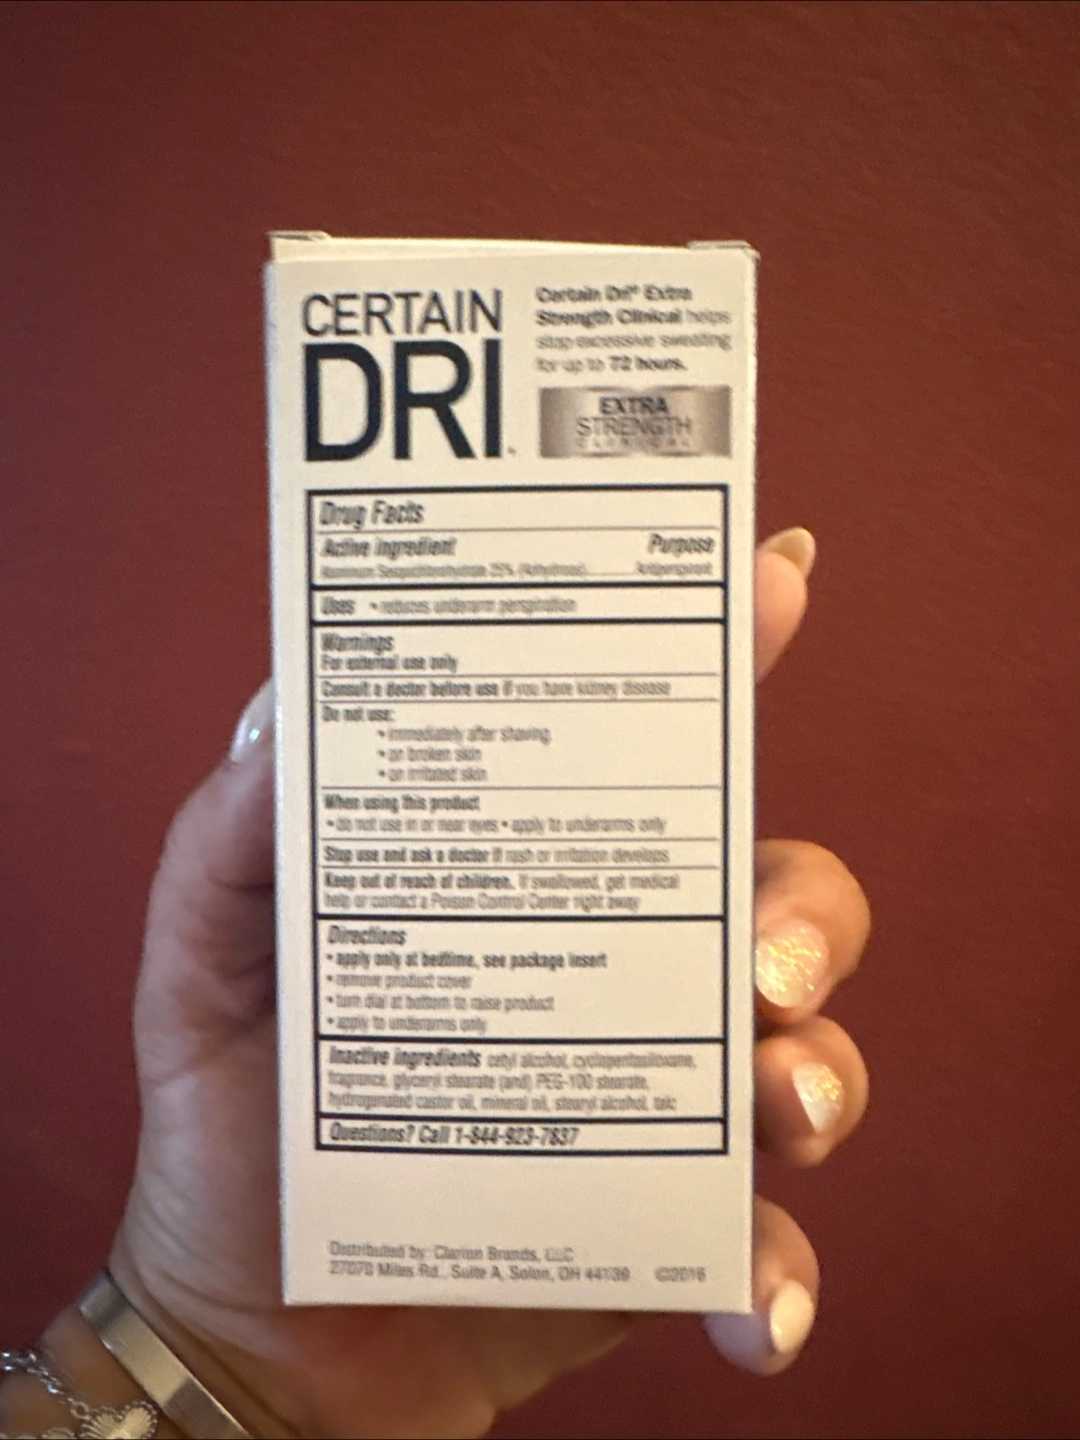 CERTAIN
DRI
Certain Dri® Extra
Strength Clinical helps
stop excessive sweating
for up to 72 hours.
EXTRA
STRENGTH
CLINICAL
Drug Facts
Active ingredient Purpose
Aluminum Sesquichlorohydrate 25% (Anhydrous)..........Antiperspirant
Uses • reduces underarm perspiration
Warnings
For external use only
Consult a doctor before use if you have kidney disease
Do not use:
• immediately after shaving
• on broken skin
• on irritated skin
When using this product
• do not use in or near eyes • apply to underarms only
Stop use and ask a doctor if rash or irritation develops
Keep out of reach of children. If swallowed, get medical
help or contact a Poison Control Center right away
Directions
• apply only at bedtime, see package insert
• remove product cover
• turn dial at bottom to raise product
• apply to underarms only
Inactive ingredients cetyl alcohol, cyclopentasiloxane,
fragrance, glyceryl stearate (and) PEG-100 stearate,
hydrogenated castor oil, mineral oil, stearyl alcohol, talc
Questions? Call 1-844-923-7837
Distributed by: Clarion Brands, LLC
27070 Miles Rd., Suite A, Solon, OH 44139 ©2016